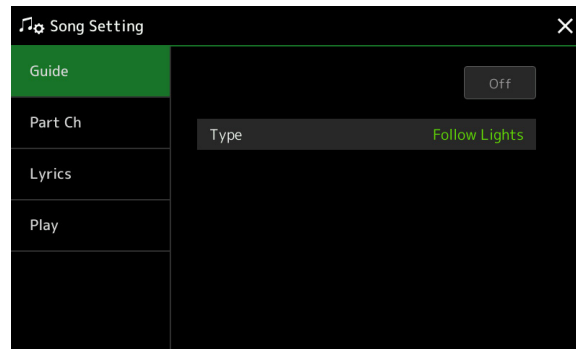 Song Setting
Guide
Off
Part Ch
Type Follow Lights
Lyrics
Play